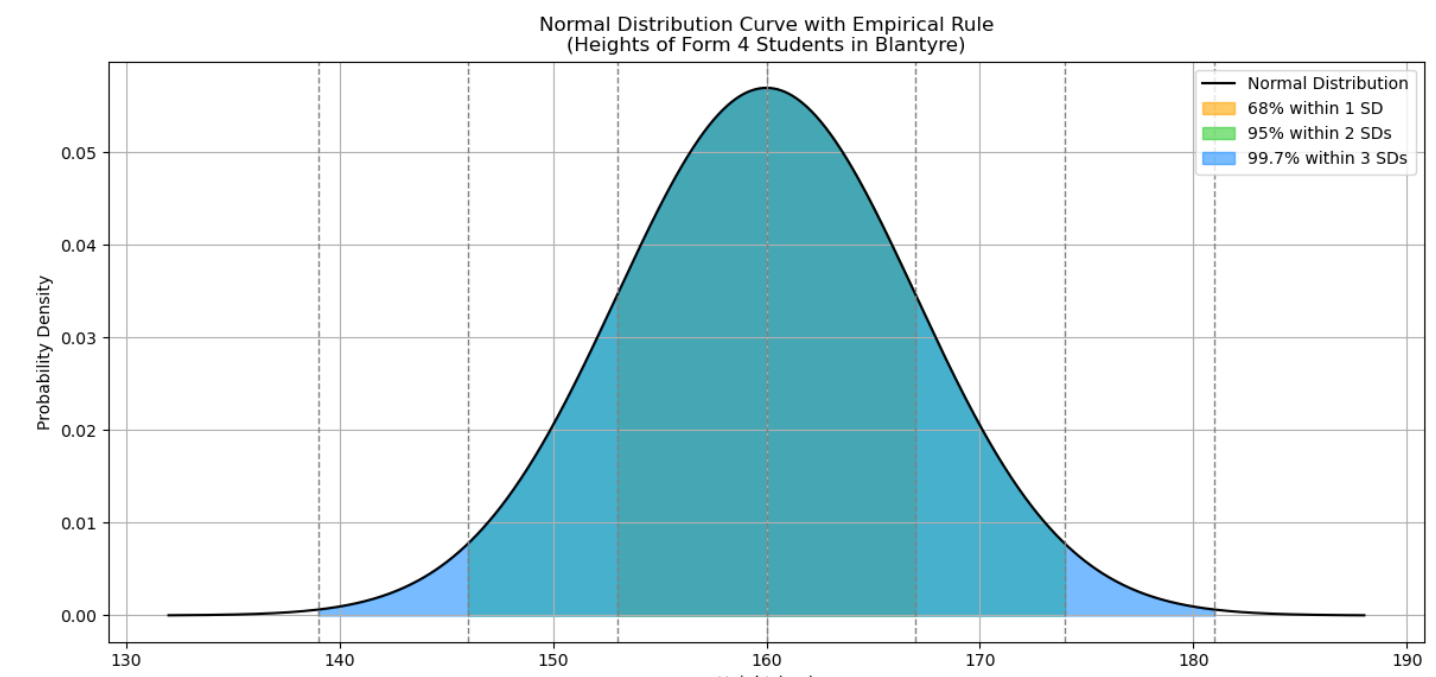 Normal Distribution Curve with Empirical Rule
(Heights of Form 4 Students in Blantyre)
Normal Distribution
68% within 1 SD
95% within 2 SDs
99.7% within 3 SDs
Probability Density
0.05
0.04
0.03
0.02
0.01
0.00
130 140 150 160 170 180 190